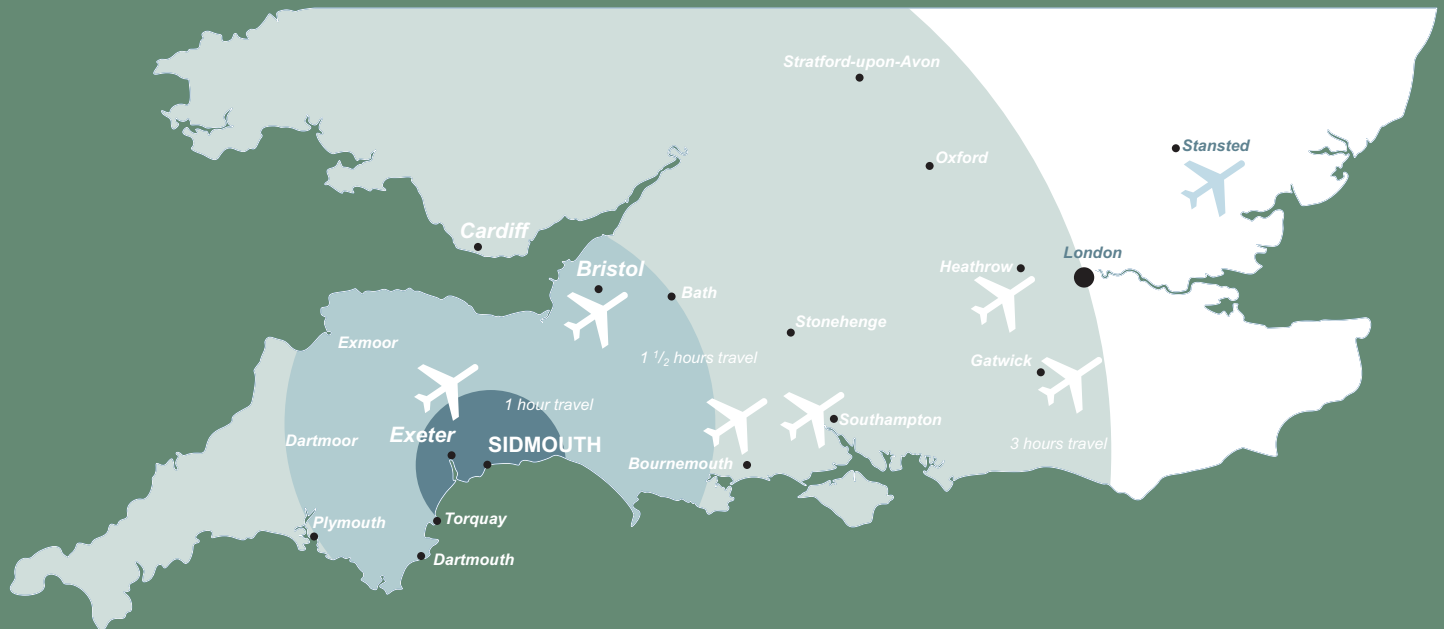 Stratford-upon-Avon
Stansted
Oxford
Cardiff
London
Bristol
Heathrow
Bath
Stonehenge
Exmoor
1 1/2 hours travel
Gatwick
1 hour travel
Southampton
Exeter
Dartmoor
SIDMOUTH
3 hours travel
Bournemouth
Torquay
Plymouth
Dartmouth